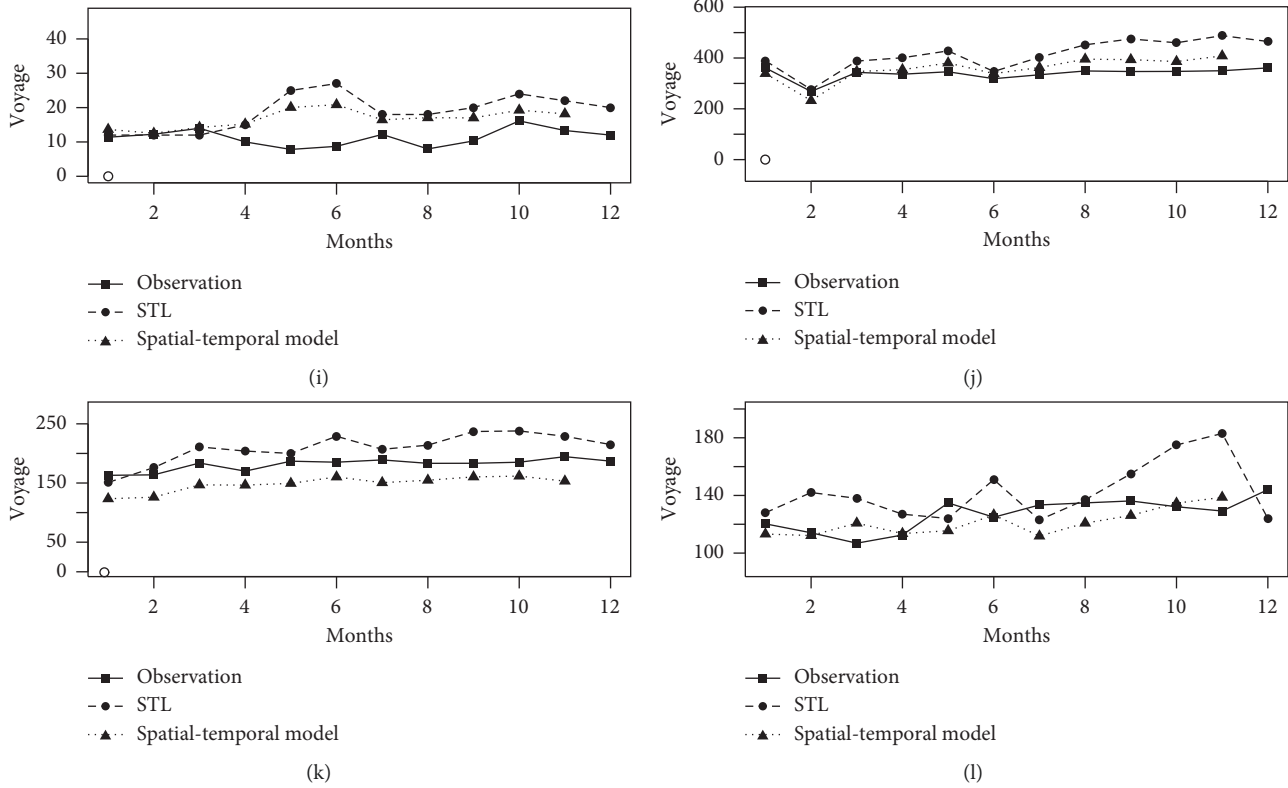 40
30
20
10
0
Voyage
2 4 6 8 10 12
Months
Observation
STL
Spatial-temporal model
(i)
600
400
200
0
Voyage
2 4 6 8 10 12
Months
Observation
STL
Spatial-temporal model
(j)
250
150
50
0
Voyage
2 4 6 8 10 12
Months
Observation
STL
Spatial-temporal model
(k)
180
140
100
Voyage
2 4 6 8 10 12
Months
Observation
STL
Spatial-temporal model
(l)